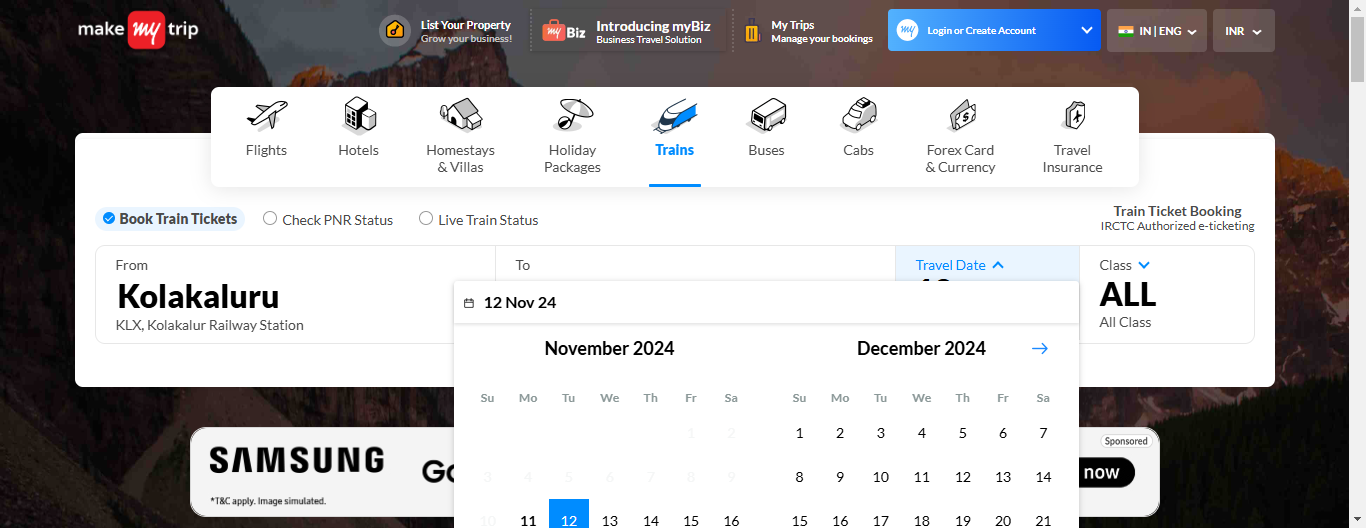 make my trip
List Your Property
Grow your business!
my Biz
Introducing myBiz
Business Travel Solution
My Trips
Manage your bookings
my Login or Create Account
IN | ENG
INR
Flights
Hotels
Homestays
& Villas
Holiday
Packages
Trains
Buses
Cabs
Forex Card
& Currency
Travel
Insurance
Book Train Tickets
Check PNR Status
Live Train Status
Train Ticket Booking
IRCTC Authorized e-ticketing
From
Kolakaluru
KLX, Kolakalur Railway Station
To
Travel Date
Class
ALL
All Class
12 Nov 24
November 2024
Su Mo Tu We Th Fr Sa
1 2
3 4 5 6 7 8 9
10 11 12 13 14 15 16
December 2024
Su Mo Tu We Th Fr Sa
1 2 3 4 5 6 7
8 9 10 11 12 13 14
15 16 17 18 19 20 21
Sponsored
SAMSUNG
*T&C apply. Image simulated.
now